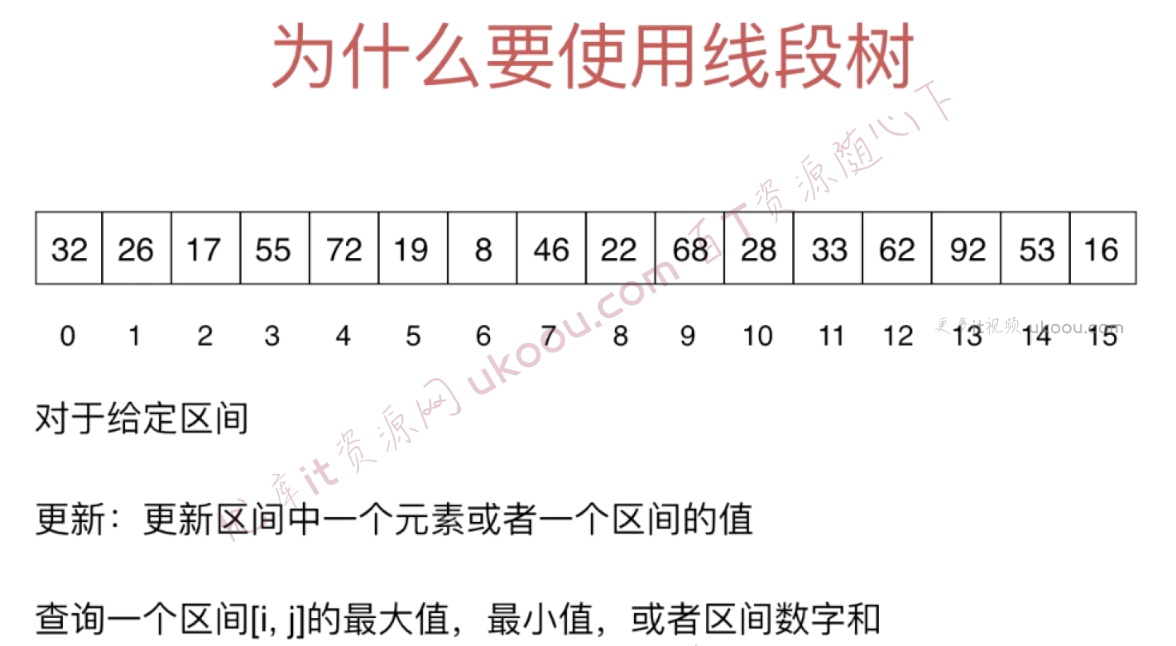 为什么要使用线段树
32 26 17 55 72 19 8 46 22 68 28 33 62 92 53 16
0 1 2 3 4 5 6 7 8 9 10 11 12 13 14 15
更多it视频 ukoou.com
对于给定区间
更新：更新区间中一个元素或者一个区间的值
查询一个区间[i, j]的最大值，最小值，或者区间数字和
库it资源网 ukoou.com 百T资源随心下